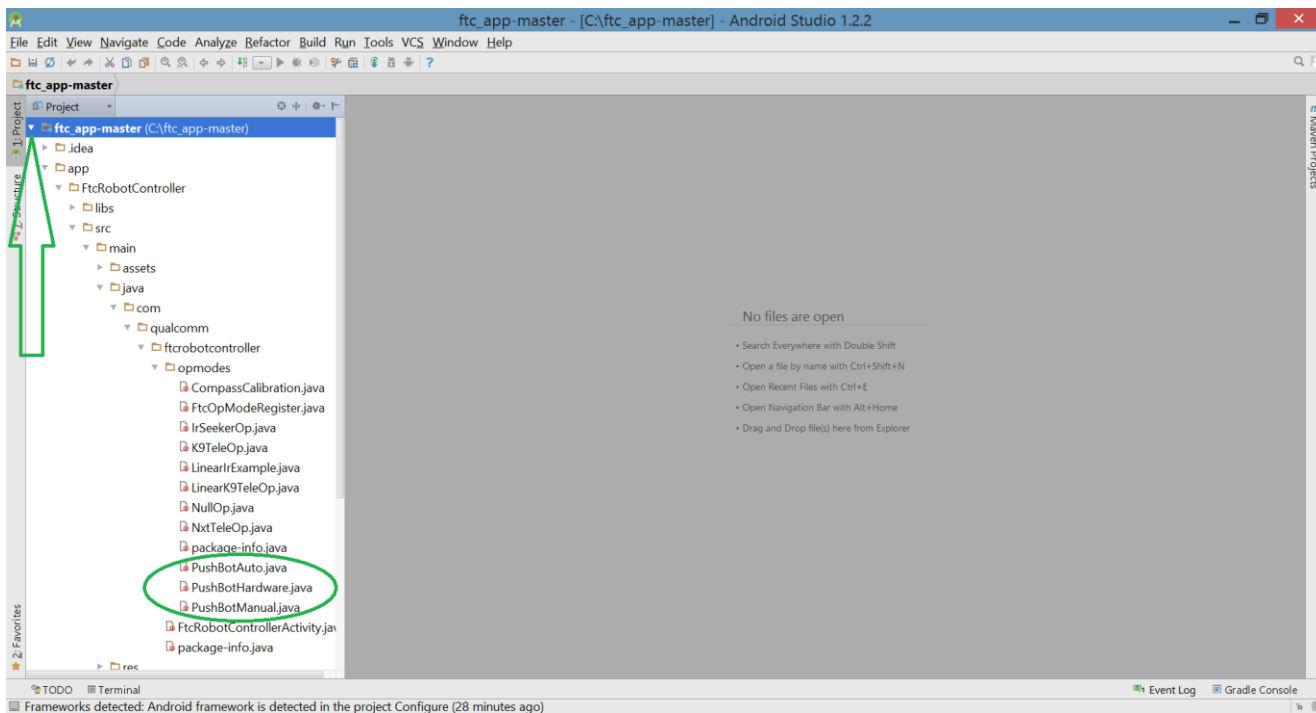 ftc_app-master - [C:\ftc_app-master] - Android Studio 1.2.2
File Edit View Navigate Code Analyze Refactor Build Run Tools VCS Window Help
ftc_app-master
Project
1: Project
ftc_app-master (C:\ftc_app-master)
.idea
app
FtcRobotController
libs
src
main
assets
java
com
qualcomm
ftcrobotcontroller
opmodes
CompassCalibration.java
FtcOpModeRegister.java
IrSeekerOp.java
K9TeleOp.java
LinearIrExample.java
LinearK9TeleOp.java
NullOp.java
NxtTeleOp.java
package-info.java
PushBotAuto.java
PushBotHardware.java
PushBotManual.java
FtcRobotControllerActivity.jav
package-info.java
res
Z: Structure
2: Favorites
No files are open
• Search Everywhere with Double Shift
• Open a file by name with Ctrl+Shift+N
• Open Recent Files with Ctrl+E
• Open Navigation Bar with Alt+Home
• Drag and Drop file(s) here from Explorer
Maven Projects
TODO Terminal
1 Event Log Gradle Console
Frameworks detected: Android framework is detected in the project Configure (28 minutes ago)